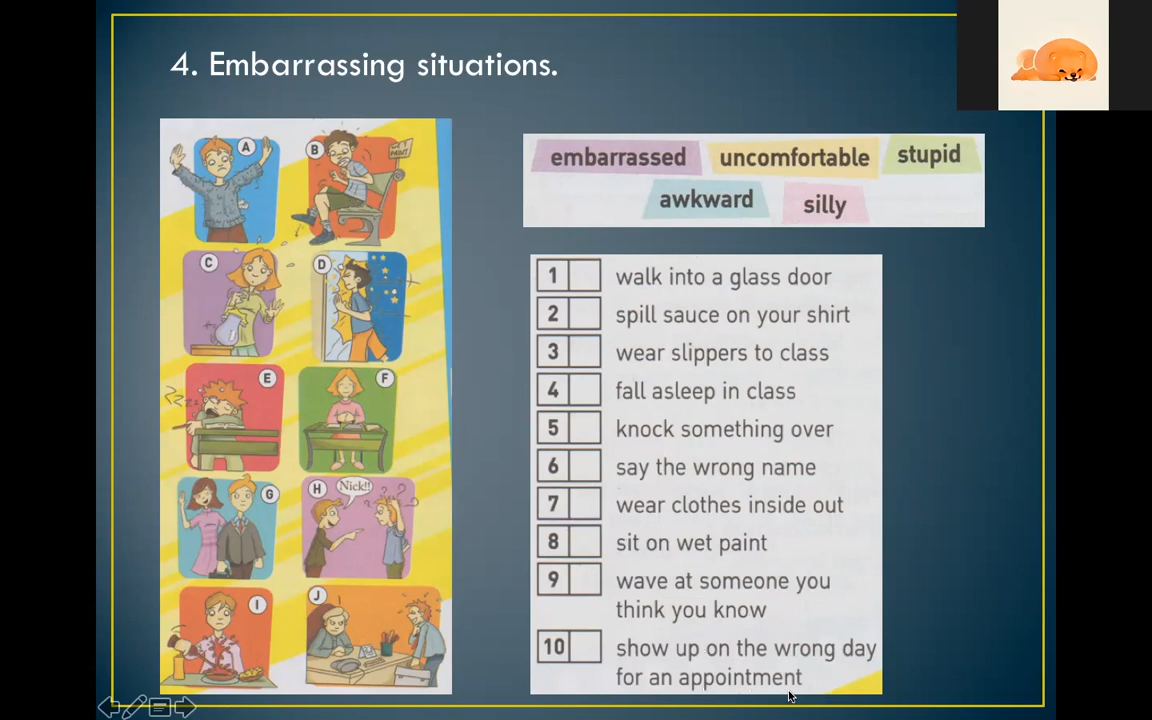 4. Embarrassing situations.
A
B
WET PAINT
C
D
E
F
G
H
Nick!!
I
J
embarrassed uncomfortable stupid
awkward silly
1 walk into a glass door
2 spill sauce on your shirt
3 wear slippers to class
4 fall asleep in class
5 knock something over
6 say the wrong name
7 wear clothes inside out
8 sit on wet paint
9 wave at someone you
think you know
10 show up on the wrong day
for an appointment